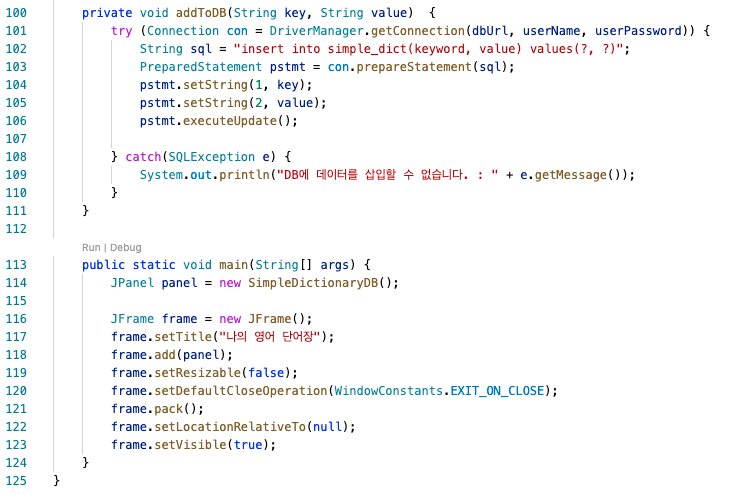 100 private void addToDB(String key, String value)  {
101 try (Connection con = DriverManager.getConnection(dbUrl, userName, userPassword)) {
102 String sql = "insert into simple_dict(keyword, value) values(?, ?)";
103 PreparedStatement pstmt = con.prepareStatement(sql);
104 pstmt.setString(1, key);
105 pstmt.setString(2, value);
106 pstmt.executeUpdate();
107
108 } catch(SQLException e) {
109 System.out.println("DB에 데이터를 삽입할 수 없습니다. : " + e.getMessage());
110 }
111 }
112
Run | Debug
113 public static void main(String[] args) {
114 JPanel panel = new SimpleDictionaryDB();
115
116 JFrame frame = new JFrame();
117 frame.setTitle("나의 영어 단어장");
118 frame.add(panel);
119 frame.setResizable(false);
120 frame.setDefaultCloseOperation(WindowConstants.EXIT_ON_CLOSE);
121 frame.pack();
122 frame.setLocationRelativeTo(null);
123 frame.setVisible(true);
124 }
125 }